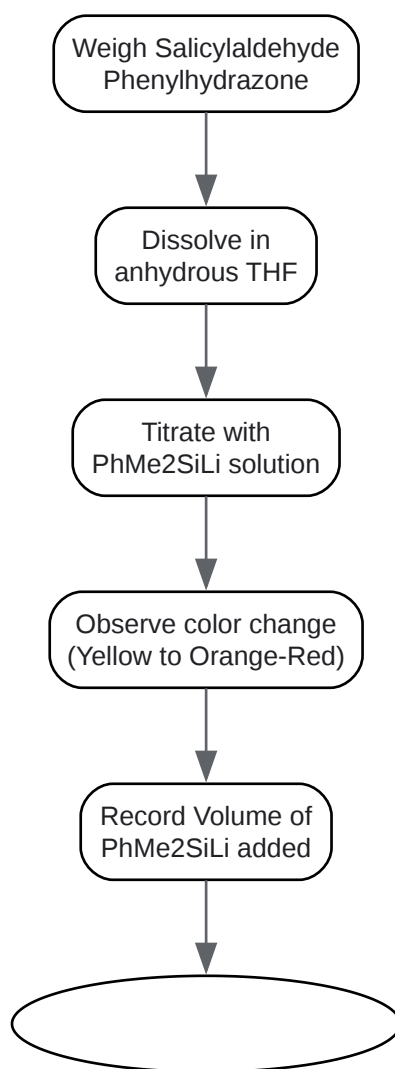 Weigh Salicylaldehyde
Phenylhydrazone
Dissolve in
anhydrous THF
Titrate with
PhMe2SiLi solution
Observe color change
(Yellow to Orange-Red)
Record Volume of
PhMe2SiLi added